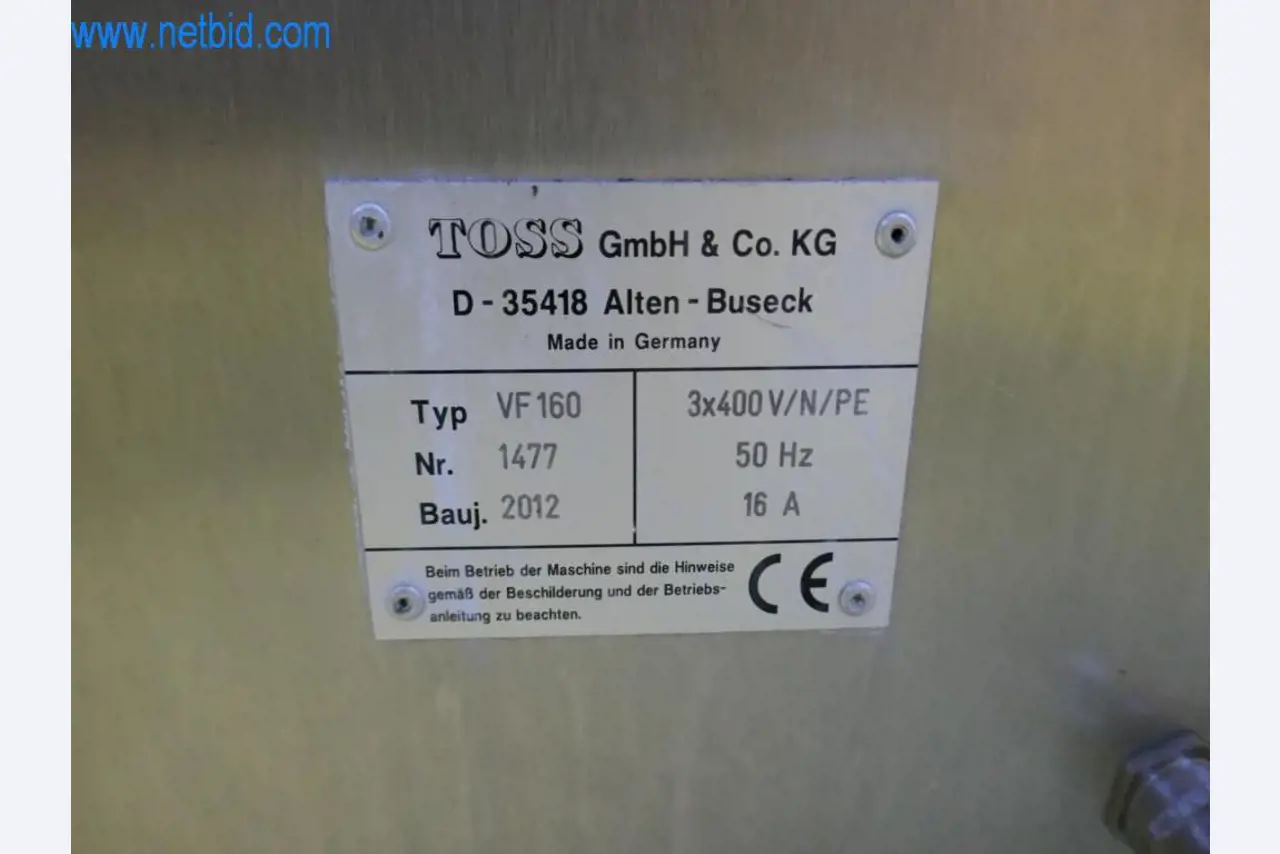 www.netbid.com
TOSS GmbH & Co. KG
D - 35418 Alten - Buseck
Made in Germany
Typ VF 160
Nr. 1477
Bauj. 2012
3x400 V/N/PE
50 Hz
16 A
Beim Betrieb der Maschine sind die Hinweise
gemäß der Beschilderung und der Betriebs-
anleitung zu beachten.
CE